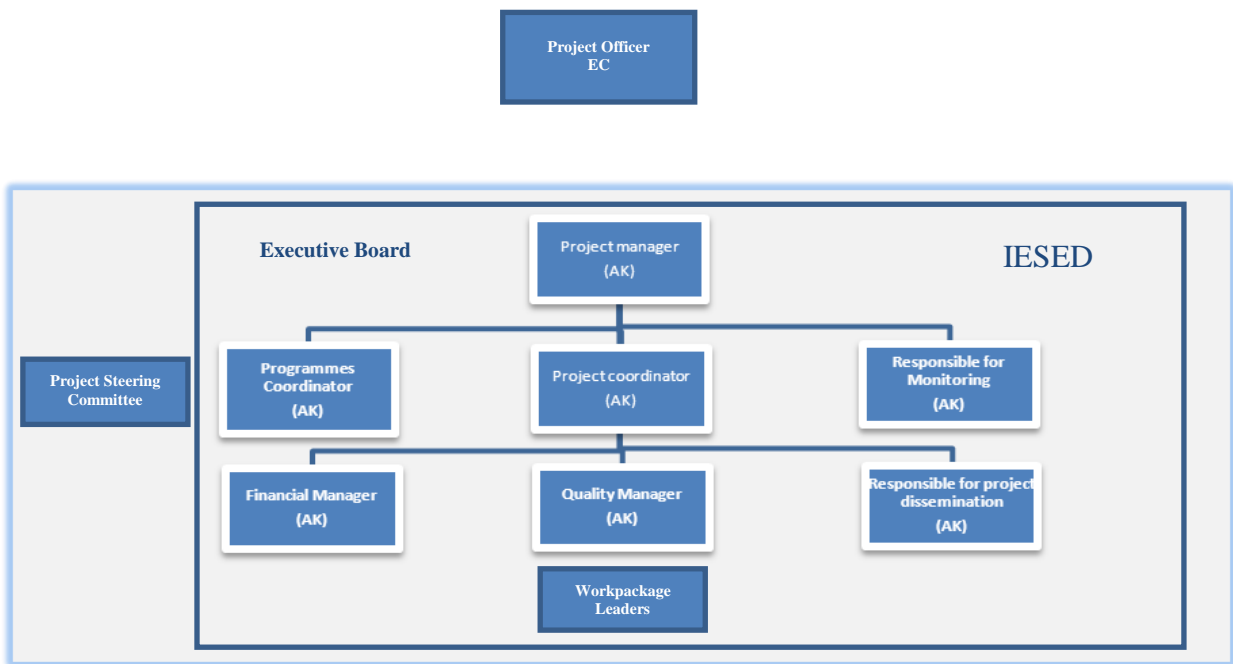 Project Officer
EC
Executive Board
IESED
Project manager
(AK)
Project Steering
Committee
Programmes
Coordinator
(AK)
Project coordinator
(AK)
Responsible for
Monitoring
(AK)
Financial Manager
(AK)
Quality Manager
(AK)
Responsible for project
dissemination
(AK)
Workpackage
Leaders